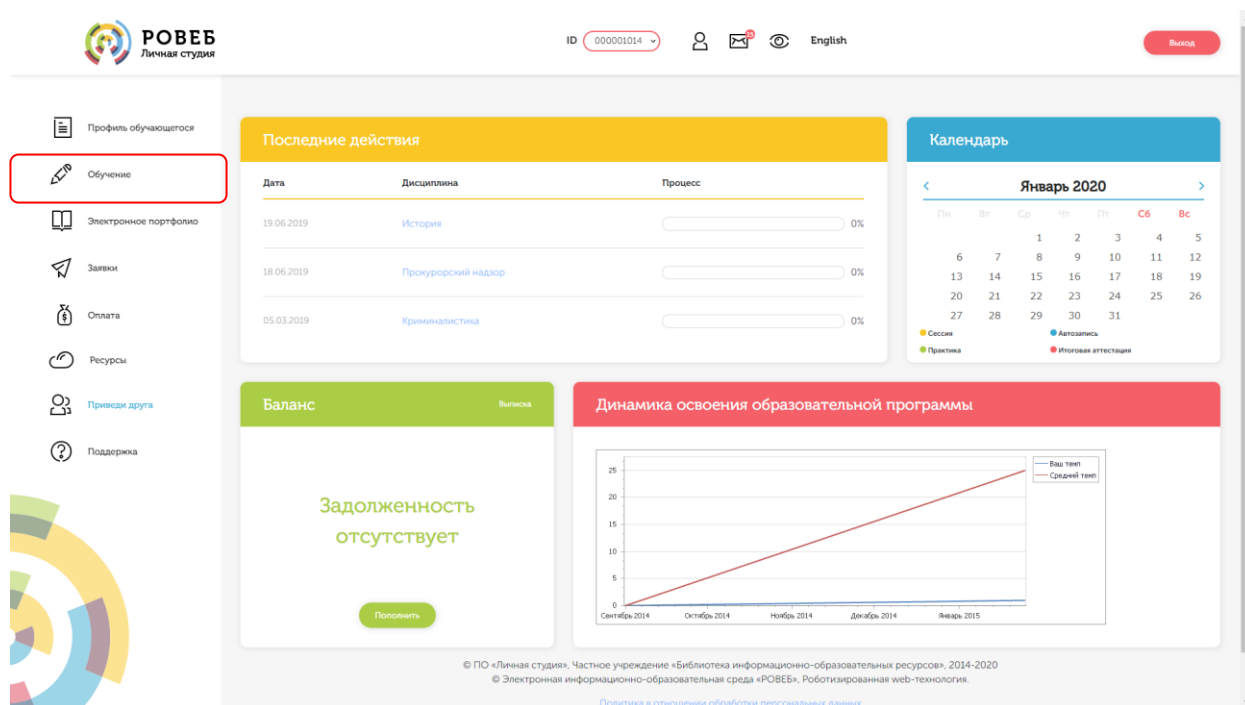 РОВЕБ
Личная студия
ID 000001014
35
English
Выход
Профиль обучающегося
Обучение
Электронное портфолио
Заявки
Оплата
Ресурсы
Приведи друга
Поддержка
Последние действия
Дата Дисциплина Процесс
19.06.2019 История 0%
18.06.2019 Прокурорский надзор 0%
05.03.2019 Криминалистика 0%
Календарь
< Январь 2020 >
Пн Вт Ср Чт Пт Сб Вс
1 2 3 4 5
6 7 8 9 10 11 12
13 14 15 16 17 18 19
20 21 22 23 24 25 26
27 28 29 30 31
Сессия Автозапись
Практика Итоговая аттестация
Баланс Выписка
Задолженность
отсутствует
Пополнить
Динамика освоения образовательной программы
25
20
15
10
5
0
Сентябрь 2014 Октябрь 2014 Ноябрь 2014 Декабрь 2014 Январь 2015
Ваш темп
Средний темп
© ПО «Личная студия», Частное учреждение «Библиотека информационно-образовательных ресурсов», 2014-2020
© Электронная информационно-образовательная среда «РОВЕБ», Роботизированная web-технология.
Политика в отношении обработки персональных данных